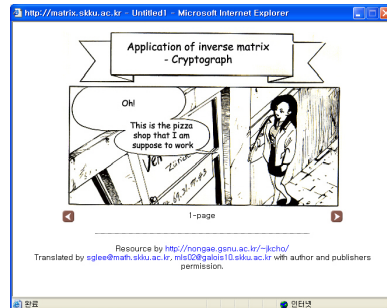 http://matrix.skku.ac.kr - Untitled1 - Microsoft Internet Explorer
Application of inverse matrix
- Cryptograph
Oh!
This is the pizza
shop that I am
suppose to work
1-page
Resource by http://nongae.gsnu.ac.kr/~jkcho/
Translated by sglee@math.skku.ac.kr, mis02@galois10.skku.ac.kr with author and publishers
permission.
완료
인터넷